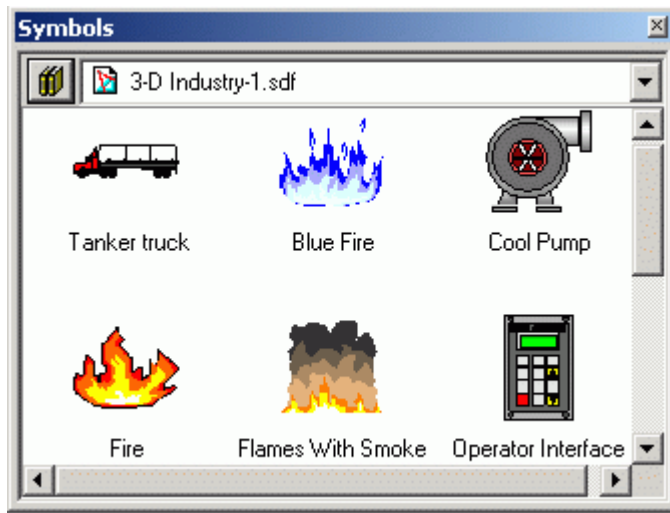 Symbols
3-D Industry-1.sdf
Tanker truck
Blue Fire
Cool Pump
Fire
Flames With Smoke
Operator Interface